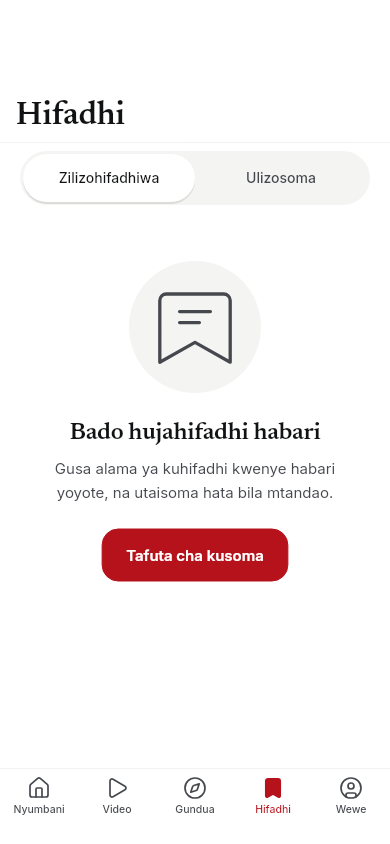 Hifadhi
Zilizohifadhiwa
Ulizosoma
Bado hujahifadhi habari
Gusa alama ya kuhifadhi kwenye habari
yoyote, na utaisoma hata bila mtandao.
Tafuta cha kusoma
Nyumbani
Video
Gundua
Hifadhi
Wewe